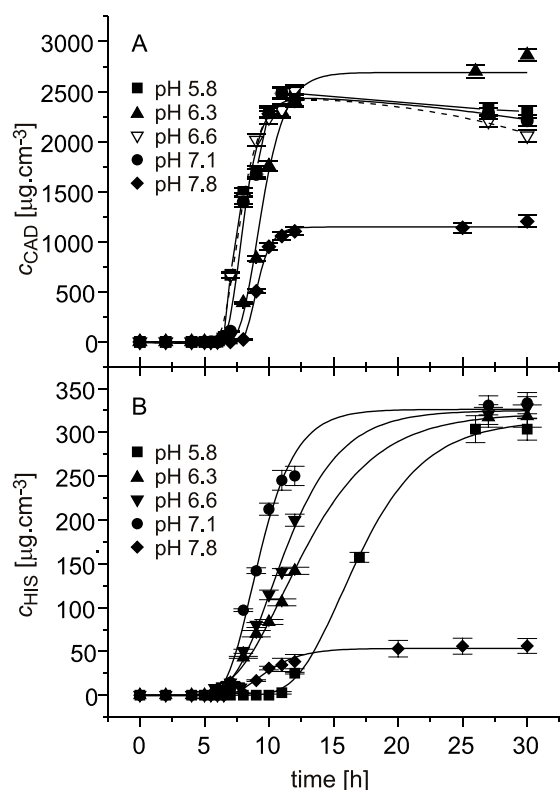 A
3000
2500
2000
1500
1000
500
0
c CAD [µg.cm-3]
pH 5.8
pH 6.3
pH 6.6
pH 7.1
pH 7.8
B
350
300
250
200
150
100
50
0
c HIS [µg.cm-3]
pH 5.8
pH 6.3
pH 6.6
pH 7.1
pH 7.8
0 5 10 15 20 25 30
time [h]